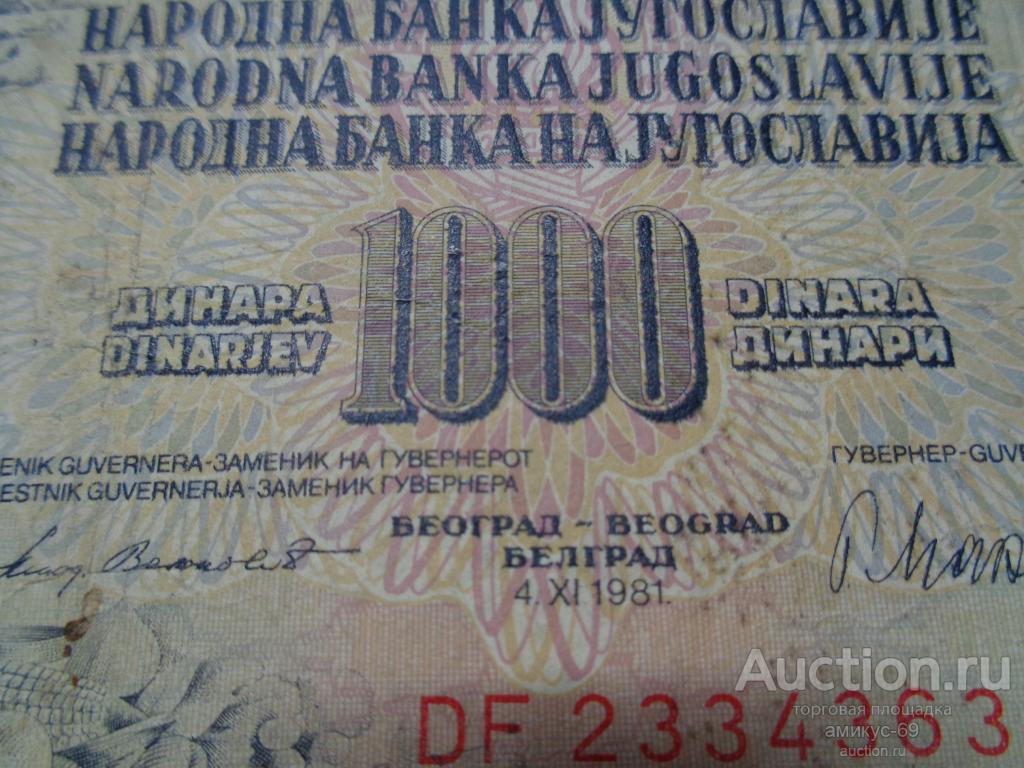 НАРОДНА БАНКА ЈУГОСЛАВИЈЕ
NARODNA BANKA JUGOSLAVIJE
НАРОДНА БАНКА НА ЈУГОСЛАВИЈА
1000
ДИНАРА
DINARJEV
DINARA
ДИНАРИ
ENIK GUVERNERA-ЗАМЕНИК НА ГУВЕРНЕРОТ
ESTNIK GUVERNERJA-ЗАМЕНИК ГУВЕРНЕРА
ГУВЕРНЕР-GUVE
БЕОГРАД - BEOGRAD
БЕЛГРАД
4. XI 1981.
DF 2334363
Auction.ru
торговая площадка
амикус-69
auction.ru